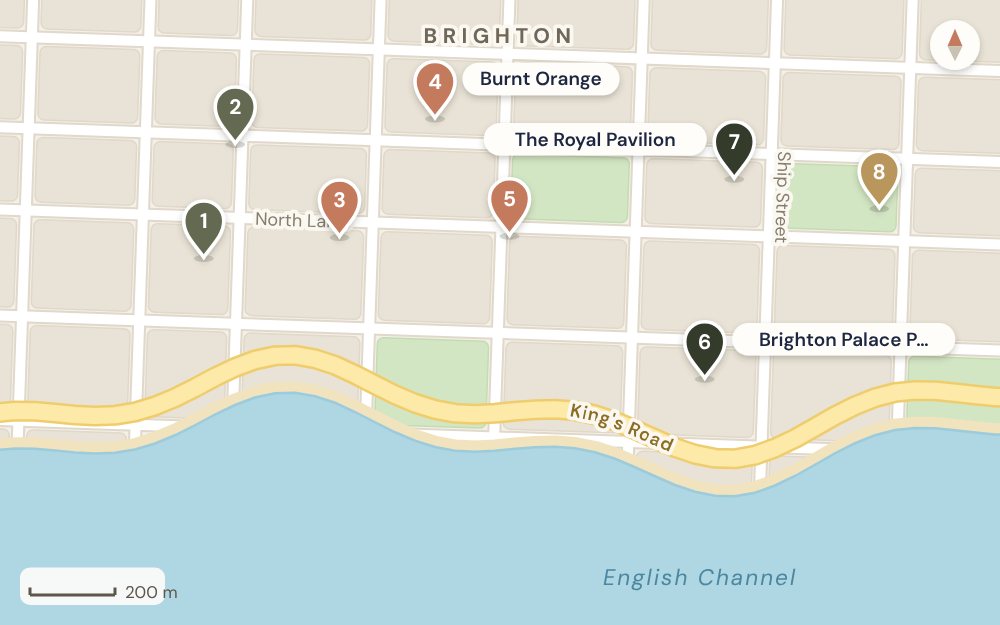 BRIGHTON
4
Burnt Orange
2
The Royal Pavilion
7
Ship Street
8
3
5
1
North La
6
Brighton Palace P...
King's Road
English Channel
200 m